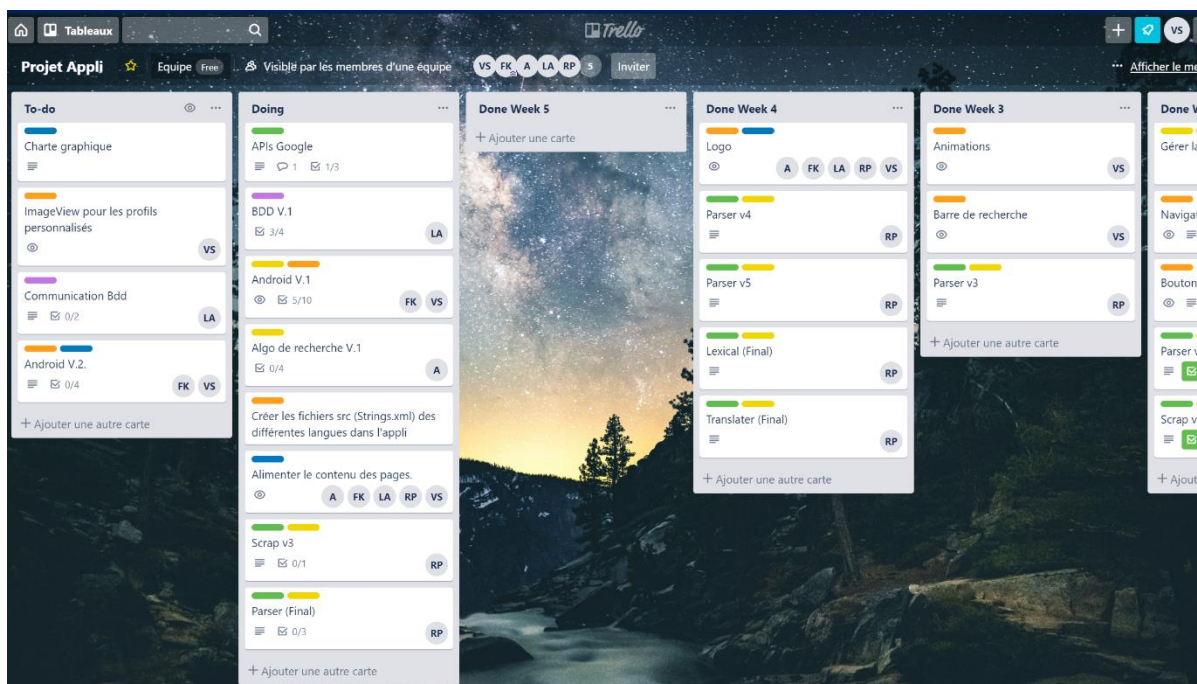 Tableaux
Trello
VS
Projet Appli
Equipe Free
Visible par les membres d'une équipe
VS FK A LA RP 5
Inviter
... Afficher le me
To-do
Charte graphique
ImageView pour les profils
personnalisés
VS
Communication Bdd
0/2
LA
Android V.2.
0/4
FK VS
+ Ajouter une autre carte
Doing
APIs Google
1 1/3
BDD V.1
3/4
LA
Android V.1
5/10
FK VS
Algo de recherche V.1
0/4
A
Créer les fichiers src (Strings.xml) des
différentes langues dans l'appli
Alimenter le contenu des pages.
A FK LA RP VS
Scrap v3
0/1
RP
Parser (Final)
0/3
RP
+ Ajouter une autre carte
Done Week 5
+ Ajouter une carte
Done Week 4
Logo
A FK LA RP VS
Parser v4
RP
Parser v5
RP
Lexical (Final)
RP
Translater (Final)
RP
+ Ajouter une autre carte
Done Week 3
Animations
VS
Barre de recherche
VS
Parser v3
RP
+ Ajouter une autre carte
Done W
Gérer la
Navigat
Bouton
Parser v
Scrap v
+ Ajout